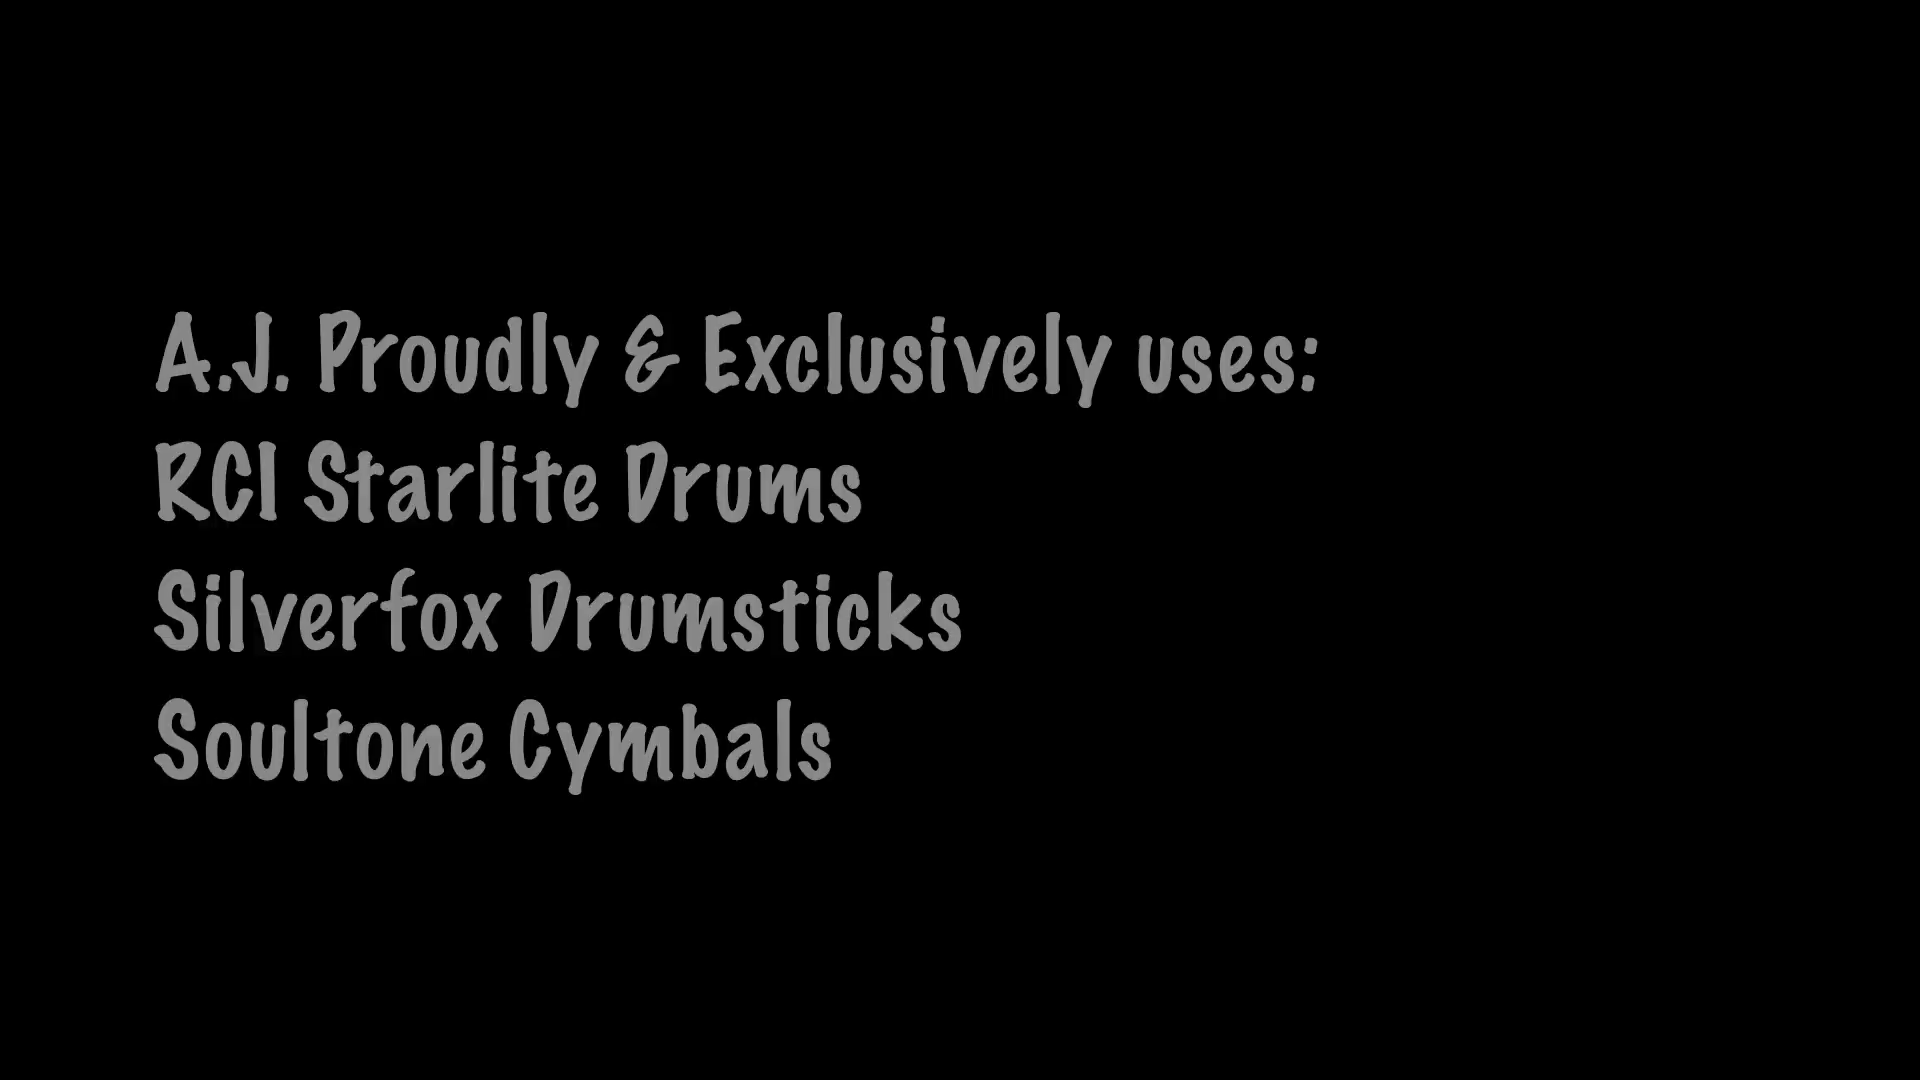 A.J. Proudly & Exclusively uses:
RCI Starlite Drums
Silverfox Drumsticks
Soultone Cymbals